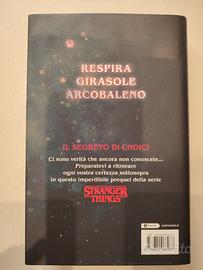 RESPIRA
GIRASOLE
ARCOBALENO
IL SEGRETO DI UNDICI
Ci sono verità che ancora non conoscete...
Preparatevi a ritrovare
ogni vostra certezza sottosopra
in questo imperdibile prequel della serie
STRANGER
THINGS